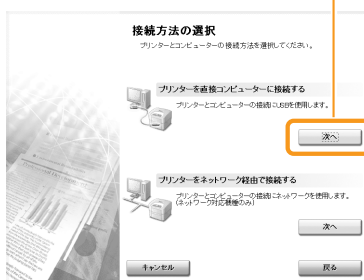 接続方法の選択
プリンターとコンピューターの接続方法を選択してください。
プリンターを直接コンピューターに接続する
プリンターとコンピューターの接続にUSBを使用します。
次へ
プリンターをネットワーク経由で接続する
プリンターとコンピューターの接続にネットワークを使用します。
(ネットワーク対応機種のみ)
次へ
キャンセル
戻る